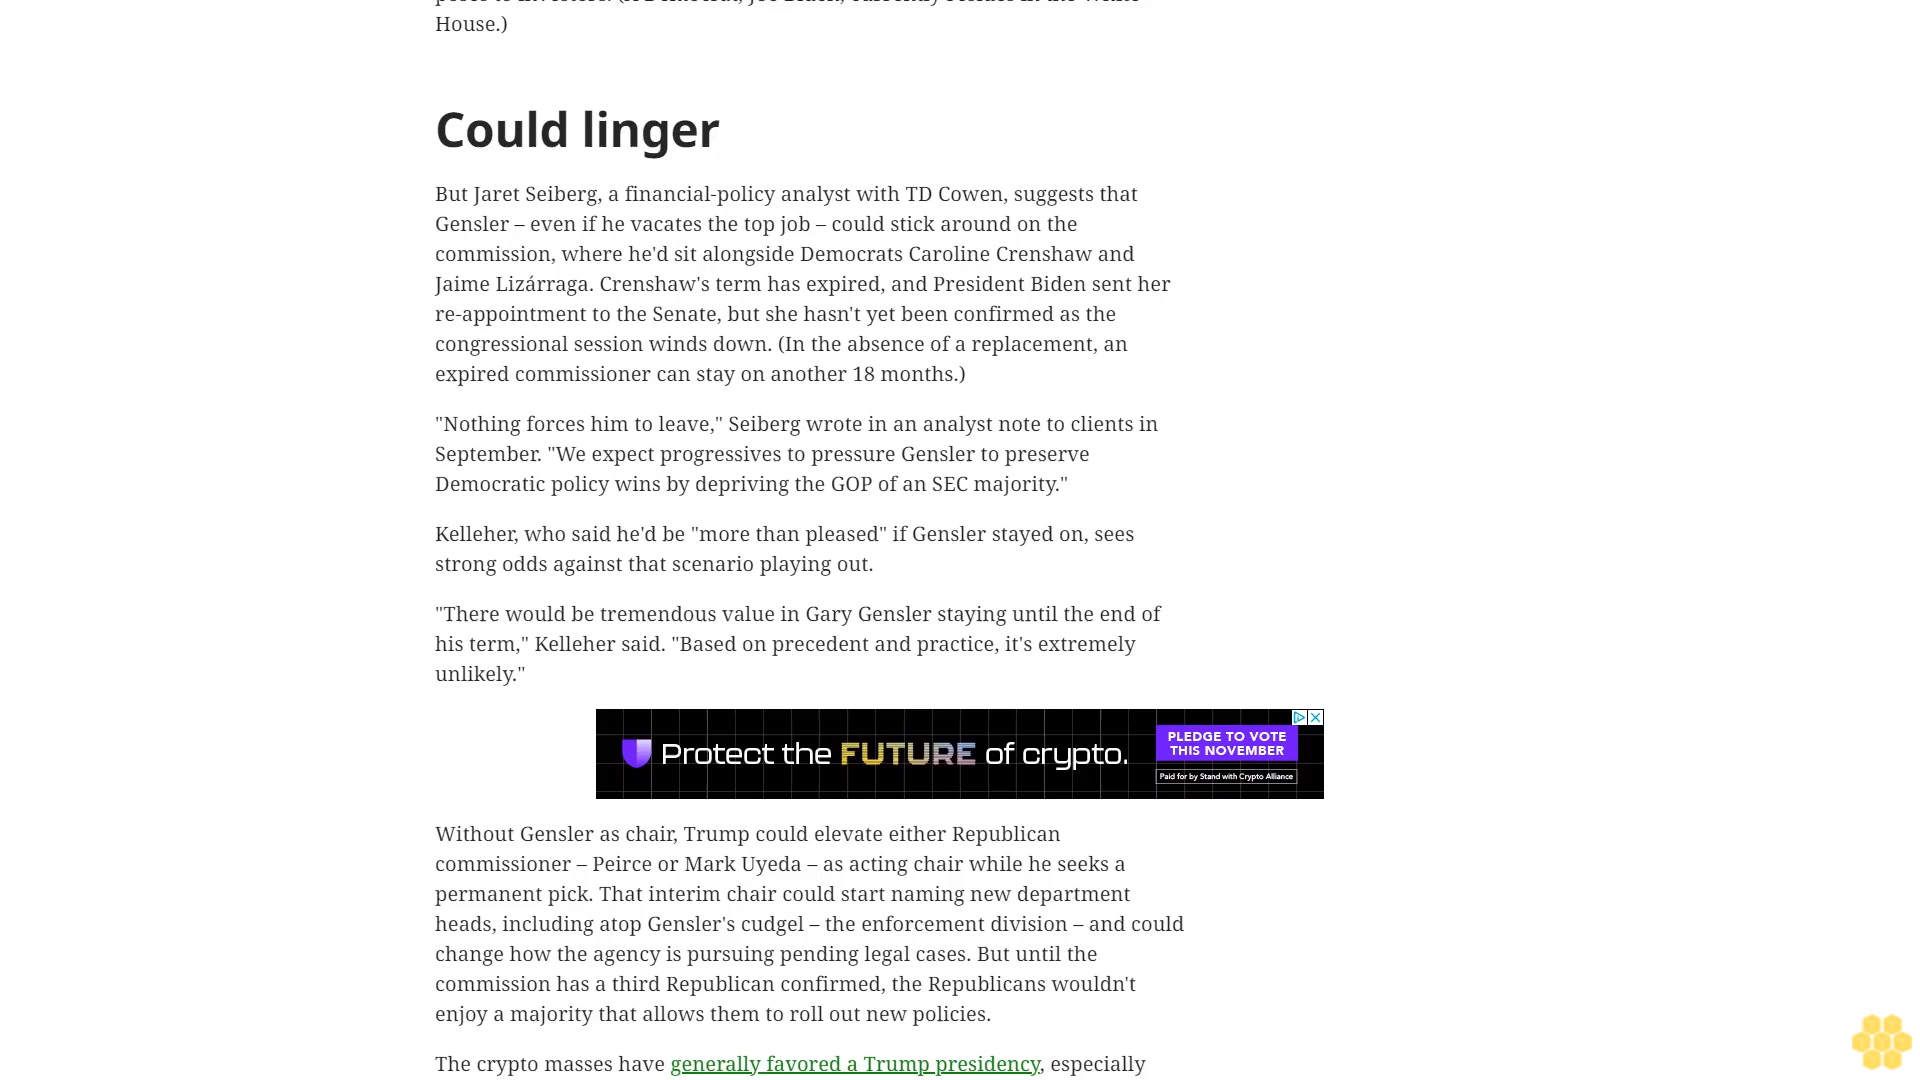 House.)
Could linger
But Jaret Seiberg, a financial-policy analyst with TD Cowen, suggests that
Gensler – even if he vacates the top job – could stick around on the
commission, where he'd sit alongside Democrats Caroline Crenshaw and
Jaime Lizárraga. Crenshaw's term has expired, and President Biden sent her
re-appointment to the Senate, but she hasn't yet been confirmed as the
congressional session winds down. (In the absence of a replacement, an
expired commissioner can stay on another 18 months.)
"Nothing forces him to leave," Seiberg wrote in an analyst note to clients in
September. "We expect progressives to pressure Gensler to preserve
Democratic policy wins by depriving the GOP of an SEC majority."
Kelleher, who said he'd be "more than pleased" if Gensler stayed on, sees
strong odds against that scenario playing out.
"There would be tremendous value in Gary Gensler staying until the end of
his term," Kelleher said. "Based on precedent and practice, it's extremely
unlikely."
Protect the FUTURE of crypto.
PLEDGE TO VOTE
THIS NOVEMBER
Paid for by Stand with Crypto Alliance
Without Gensler as chair, Trump could elevate either Republican
commissioner – Peirce or Mark Uyeda – as acting chair while he seeks a
permanent pick. That interim chair could start naming new department
heads, including atop Gensler's cudgel – the enforcement division – and could
change how the agency is pursuing pending legal cases. But until the
commission has a third Republican confirmed, the Republicans wouldn't
enjoy a majority that allows them to roll out new policies.
The crypto masses have generally favored a Trump presidency, especially